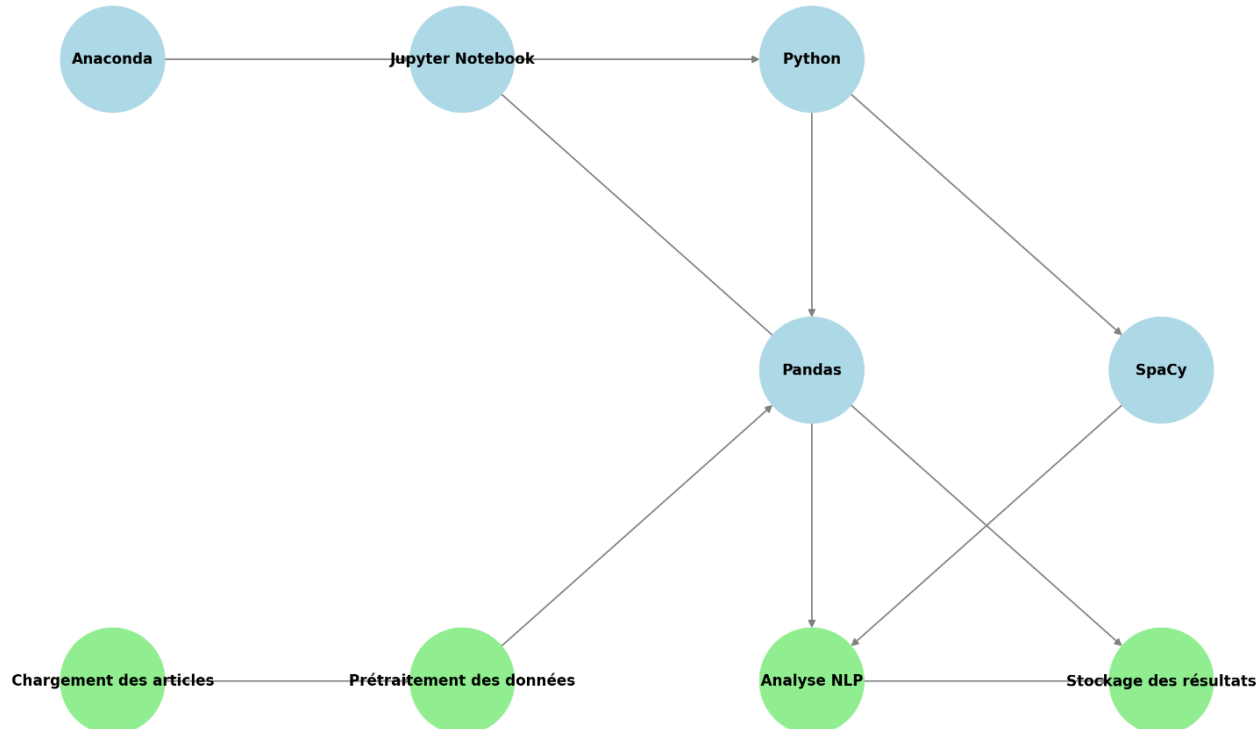 Anaconda
Jupyter Notebook
Python
Pandas
SpaCy
Chargement des articles
Prétraitement des données
Analyse NLP
Stockage des résultats